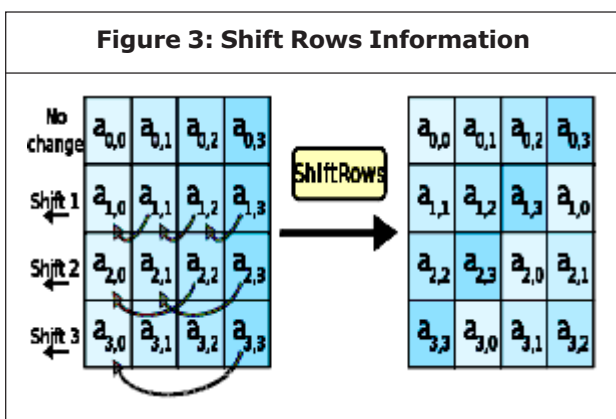 Figure 3: Shift Rows Information
No change
a0,0 a0,1 a0,2 a0,3
Shift 1
a1,0 a1,1 a1,2 a1,3
Shift 2
a2,0 a2,1 a2,2 a2,3
Shift 3
a3,0 a3,1 a3,2 a3,3
ShiftRows
a0,0 a0,1 a0,2 a0,3
a1,1 a1,2 a1,3 a1,0
a2,2 a2,3 a2,0 a2,1
a3,3 a3,0 a3,1 a3,2